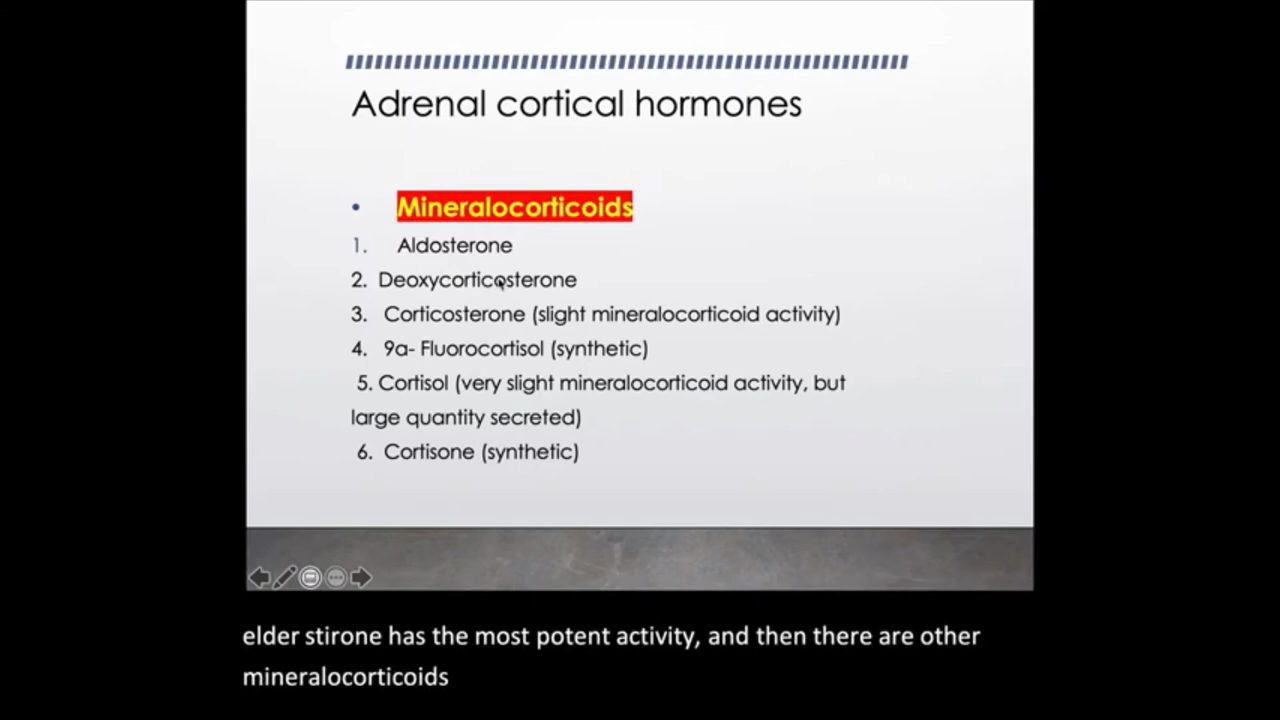 Adrenal cortical hormones
• Mineralocorticoids
1. Aldosterone
2. Deoxycorticosterone
3. Corticosterone (slight mineralocorticoid activity)
4. 9a- Fluorocortisol (synthetic)
5. Cortisol (very slight mineralocorticoid activity, but
large quantity secreted)
6. Cortisone (synthetic)
elder stirone has the most potent activity, and then there are other
mineralocorticoids